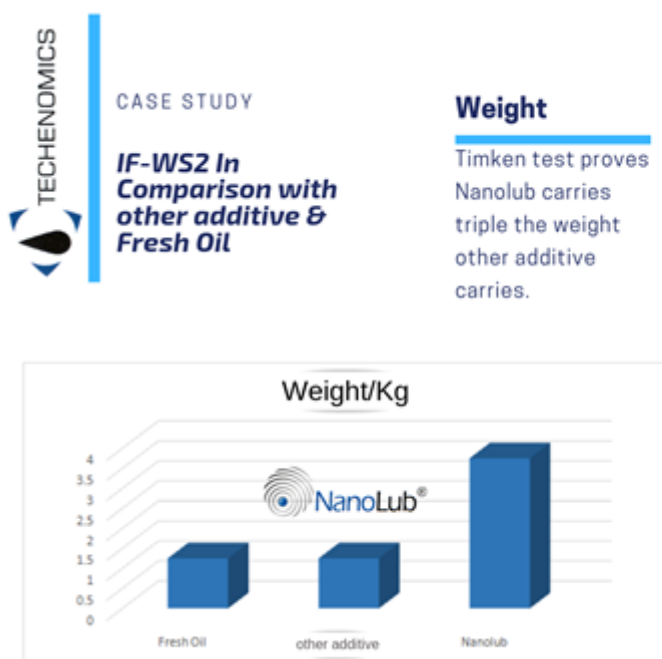 TECHENOMICS
CASE STUDY
IF-WS2 In
Comparison with
other additive &
Fresh Oil
Weight
Timken test proves
Nanolub carries
triple the weight
other additive
carries.
Weight/Kg
NanoLub®
4
3.5
3
2.5
2
1.5
1
0.5
0
Fresh Oil
other additive
Nanolub